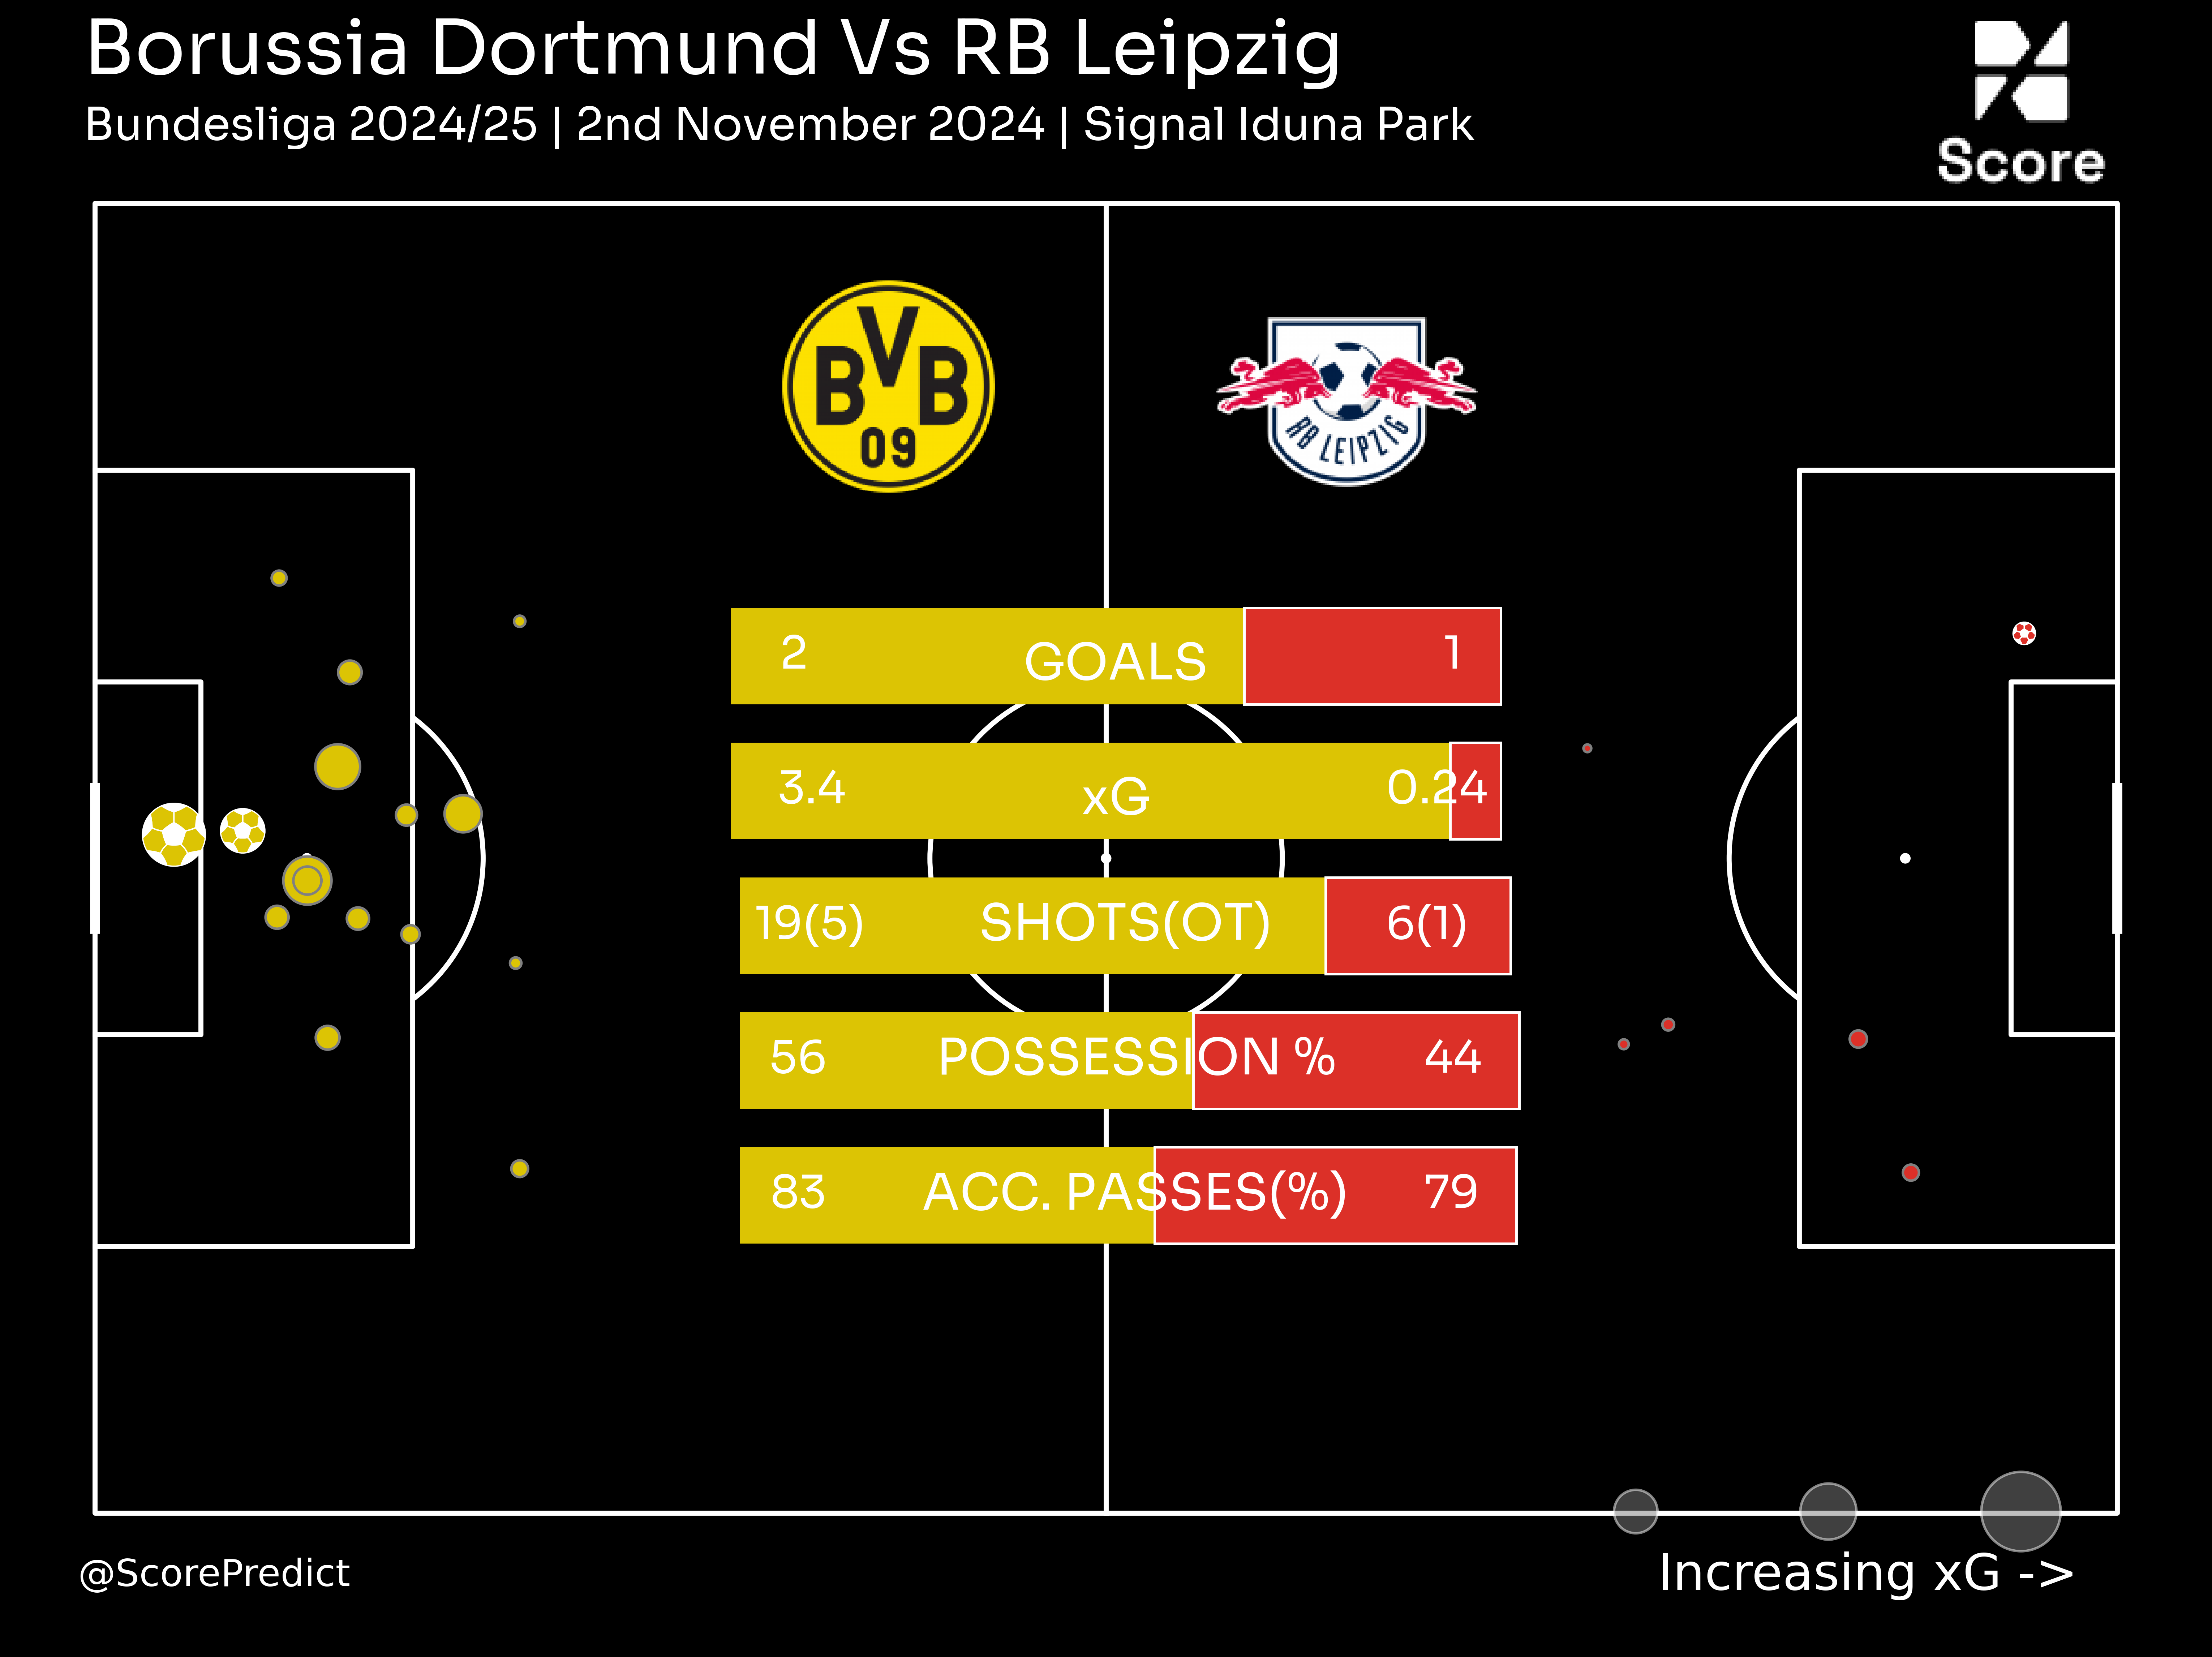 Borussia Dortmund Vs RB Leipzig
Bundesliga 2024/25 | 2nd November 2024 | Signal Iduna Park
Score
BVB
09
RB LEIPZIG
2 GOALS 1
3.4 xG 0.24
19(5) SHOTS(OT) 6(1)
56 POSSESSION % 44
83 ACC. PASSES(%) 79
@ScorePredict
Increasing xG ->